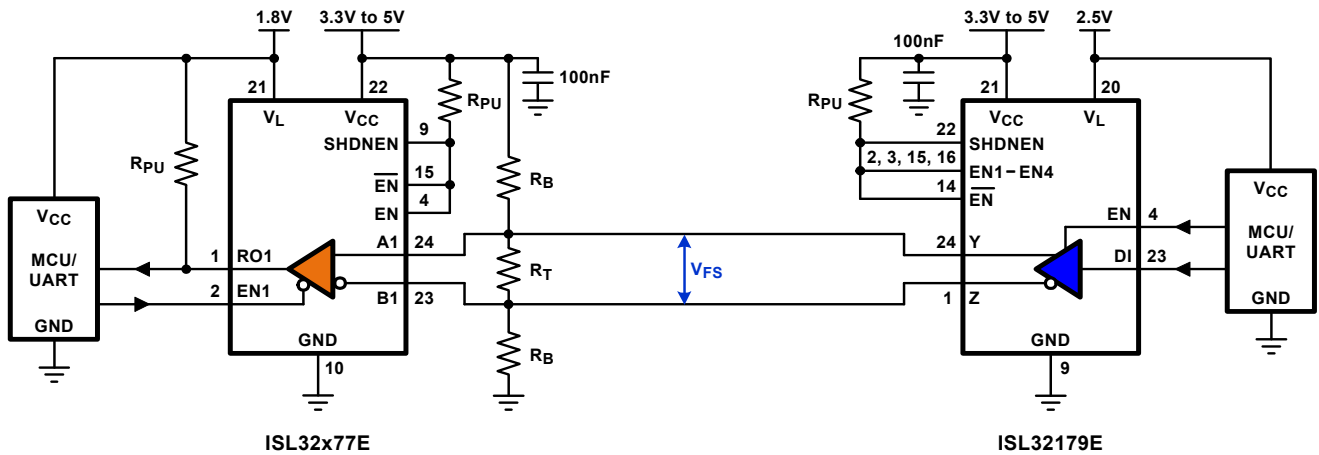 1.8V
3.3V to 5V
100nF
21
22
VL
VCC
RPU
RPU
9
SHDNEN
15
EN
4
EN
RB
VCC
MCU/
UART
GND
1
RO1
2
EN1
A1
24
B1
23
RT
RB
GND
10
VFS
ISL32x77E
3.3V to 5V
2.5V
100nF
21
20
VCC
VL
RPU
22
SHDNEN
2, 3, 15, 16
EN1–EN4
14
EN
EN
4
24
Y
DI
23
1
Z
GND
9
VCC
MCU/
UART
GND
ISL32179E